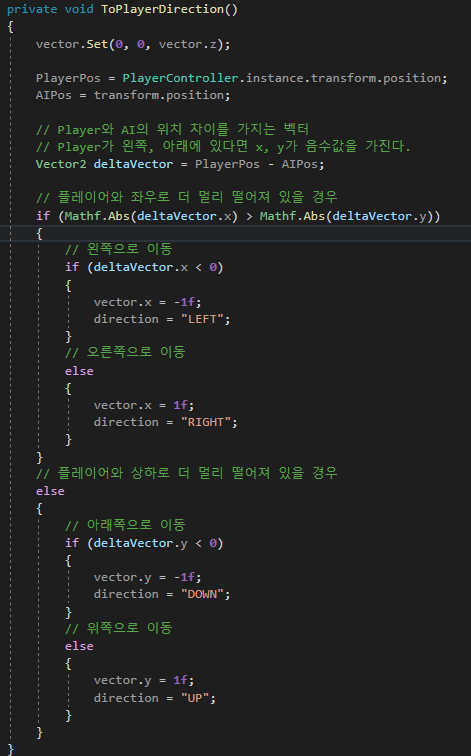 private void ToPlayerDirection()
{
vector.Set(0, 0, vector.z);
PlayerPos = PlayerController.instance.transform.position;
AIPos = transform.position;
// Player와 AI의 위치 차이를 가지는 벡터
// Player가 왼쪽, 아래에 있다면 x, y가 음수값을 가진다.
Vector2 deltaVector = PlayerPos - AIPos;
// 플레이어와 좌우로 더 멀리 떨어져 있을 경우
if (Mathf.Abs(deltaVector.x) > Mathf.Abs(deltaVector.y))
{
// 왼쪽으로 이동
if (deltaVector.x < 0)
{
vector.x = -1f;
direction = "LEFT";
}
// 오른쪽으로 이동
else
{
vector.x = 1f;
direction = "RIGHT";
}
}
// 플레이어와 상하로 더 멀리 떨어져 있을 경우
else
{
// 아래쪽으로 이동
if (deltaVector.y < 0)
{
vector.y = -1f;
direction = "DOWN";
}
// 위쪽으로 이동
else
{
vector.y = 1f;
direction = "UP";
}
}
}